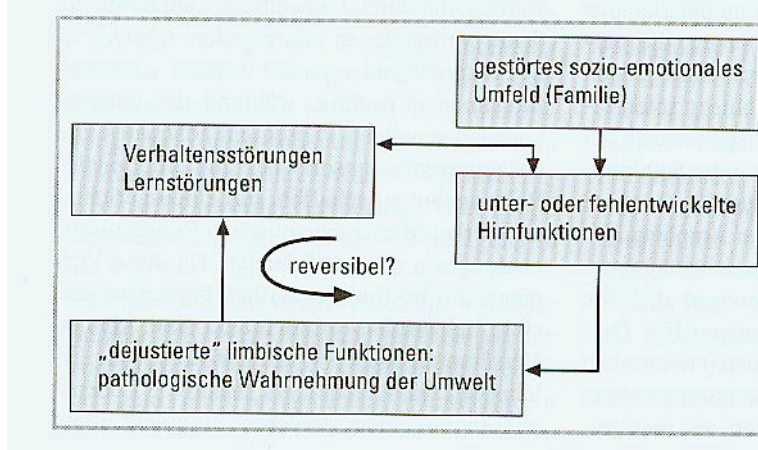 gestörtes sozio-emotionales
Umfeld (Familie)
Verhaltensstörungen
Lernstörungen
unter- oder fehlentwickelte
Hirnfunktionen
reversibel?
„dejustierte“ limbische Funktionen:
pathologische Wahrnehmung der Umwelt